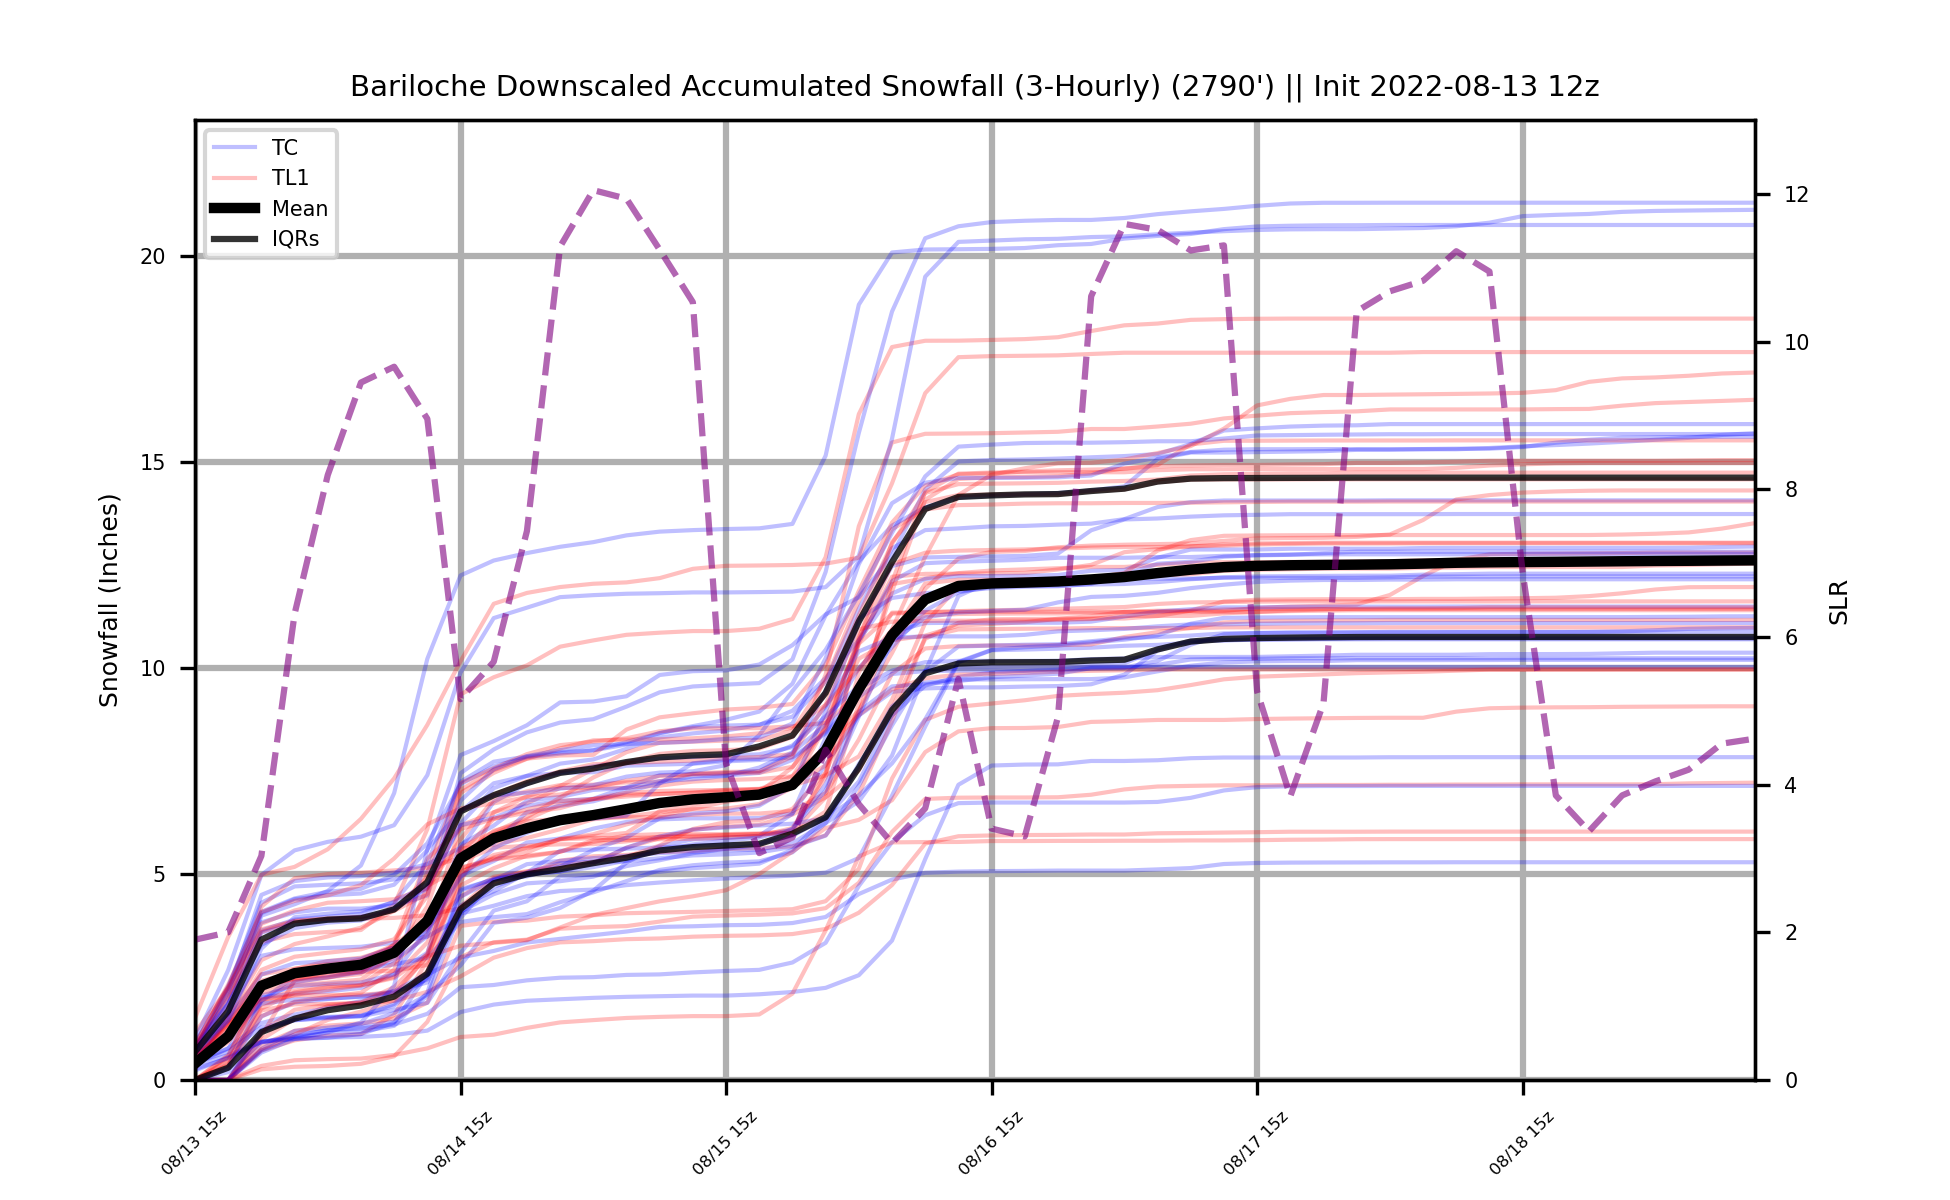 Bariloche Downscaled Accumulated Snowfall (3-Hourly) (2790') || Init 2022-08-13 12z
TC
TL1
Mean
IQRs
Snowfall (Inches)
20
15
10
5
0
12
10
8
6
4
2
0
SLR
08/13 15z
08/14 15z
08/15 15z
08/16 15z
08/17 15z
08/18 15z